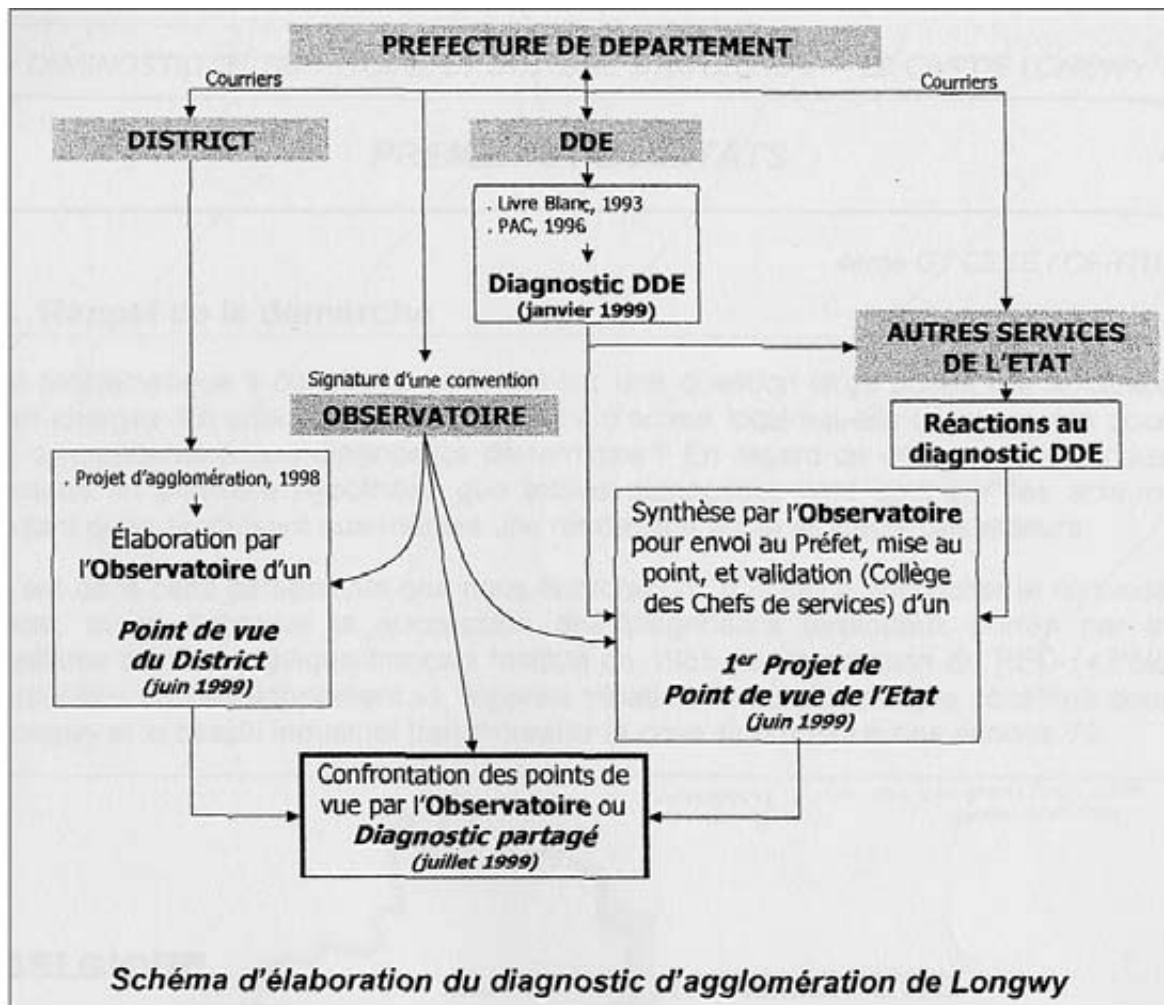 PREFECTURE DE DEPARTEMENT
Courriers
Courriers
DISTRICT
DDE
. Livre Blanc, 1993
. PAC, 1996
Diagnostic DDE
(janvier 1999)
AUTRES SERVICES
DE L'ETAT
Signature d'une convention
OBSERVATOIRE
Réactions au
diagnostic DDE
. Projet d'agglomération, 1998
Élaboration par
l'Observatoire d'un
Point de vue
du District
(juin 1999)
Synthèse par l'Observatoire
pour envoi au Préfet, mise au
point, et validation (Collège
des Chefs de services) d'un
1er Projet de
Point de vue de l'Etat
(juin 1999)
Confrontation des points de
vue par l'Observatoire ou
Diagnostic partagé
(juillet 1999)
Schéma d'élaboration du diagnostic d'agglomération de Longwy